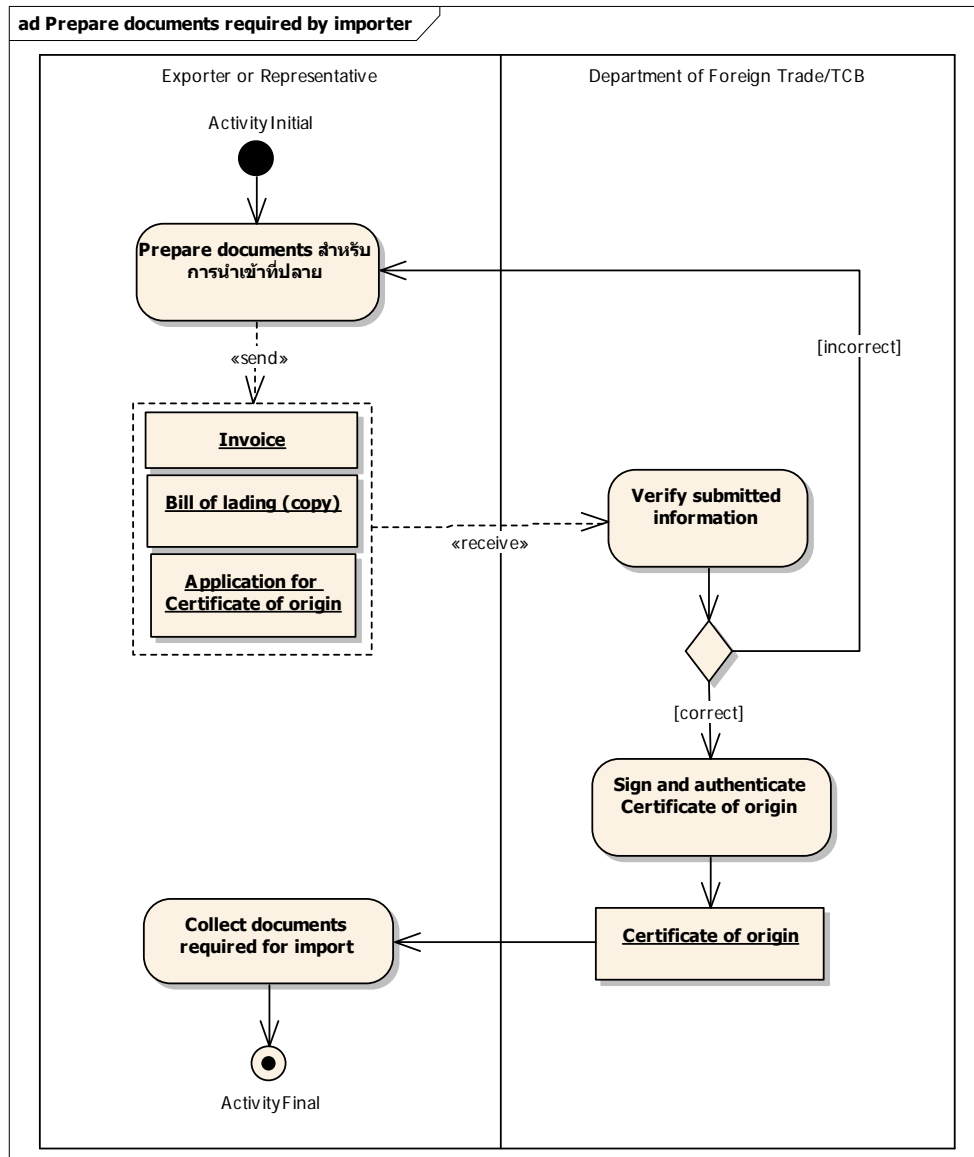 ad Prepare documents required by importer
Exporter or Representative
Department of Foreign Trade/TCB
ActivityInitial
Prepare documents สำหรับ
การนำเข้าที่ปลาย
[incorrect]
«send»
Invoice
Bill of lading (copy)
Application for
Certificate of origin
«receive»
Verify submitted
information
[correct]
Sign and authenticate
Certificate of origin
Certificate of origin
Collect documents
required for import
ActivityFinal